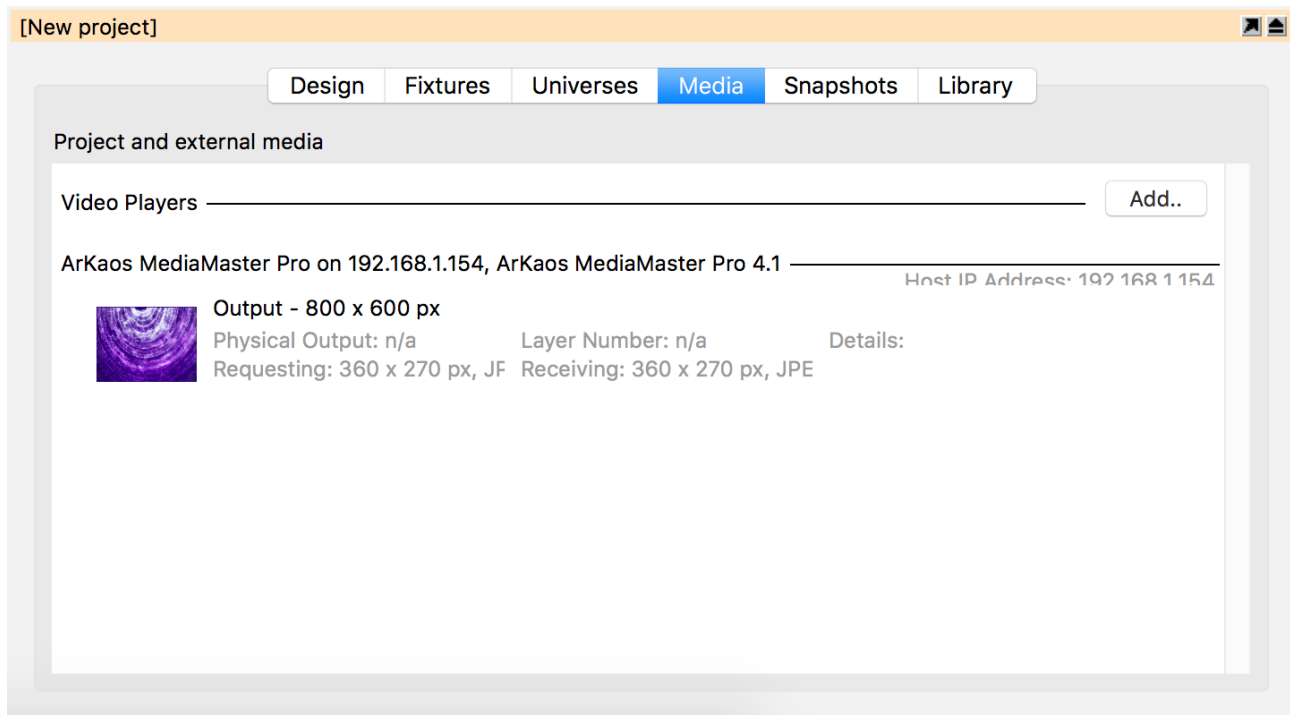 [New project]
Design Fixtures Universes Media Snapshots Library
Project and external media
Video Players Add..
ArKaos MediaMaster Pro on 192.168.1.154, ArKaos MediaMaster Pro 4.1
Host IP Address: 192.168.1.154
Output - 800 x 600 px
Physical Output: n/a Layer Number: n/a Details:
Requesting: 360 x 270 px, JP Receiving: 360 x 270 px, JPE